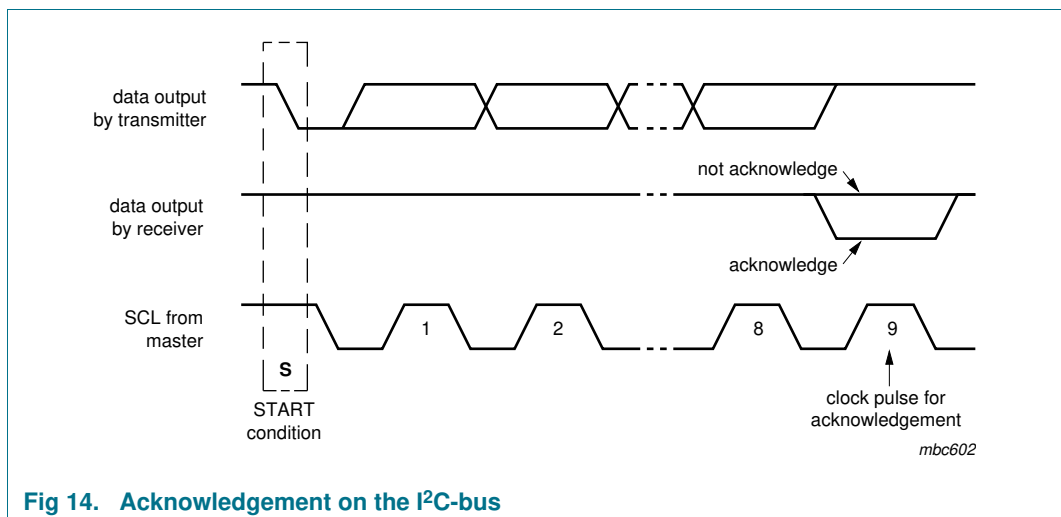 data output
by transmitter
not acknowledge
data output
by receiver
acknowledge
SCL from
master
1
2
8
9
S
START
condition
clock pulse for
acknowledgement
mbc602
Fig 14. Acknowledgement on the I²C-bus